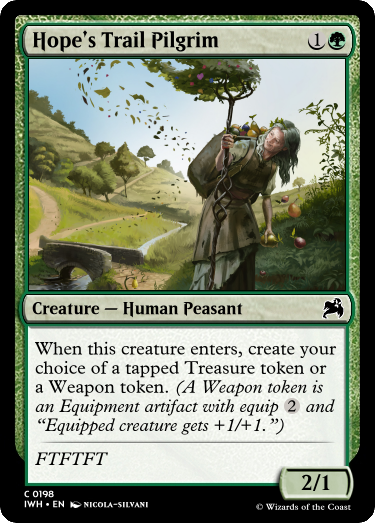 Hope's Trail Pilgrim 1
Creature — Human Peasant
When this creature enters, create your
choice of a tapped Treasure token or
a Weapon token. (A Weapon token is
an Equipment artifact with equip 2 and
“Equipped creature gets +1/+1.”)
FTFTFT
2/1
C 0198
IWH • EN NICOLA-SILVANI
© Wizards of the Coast